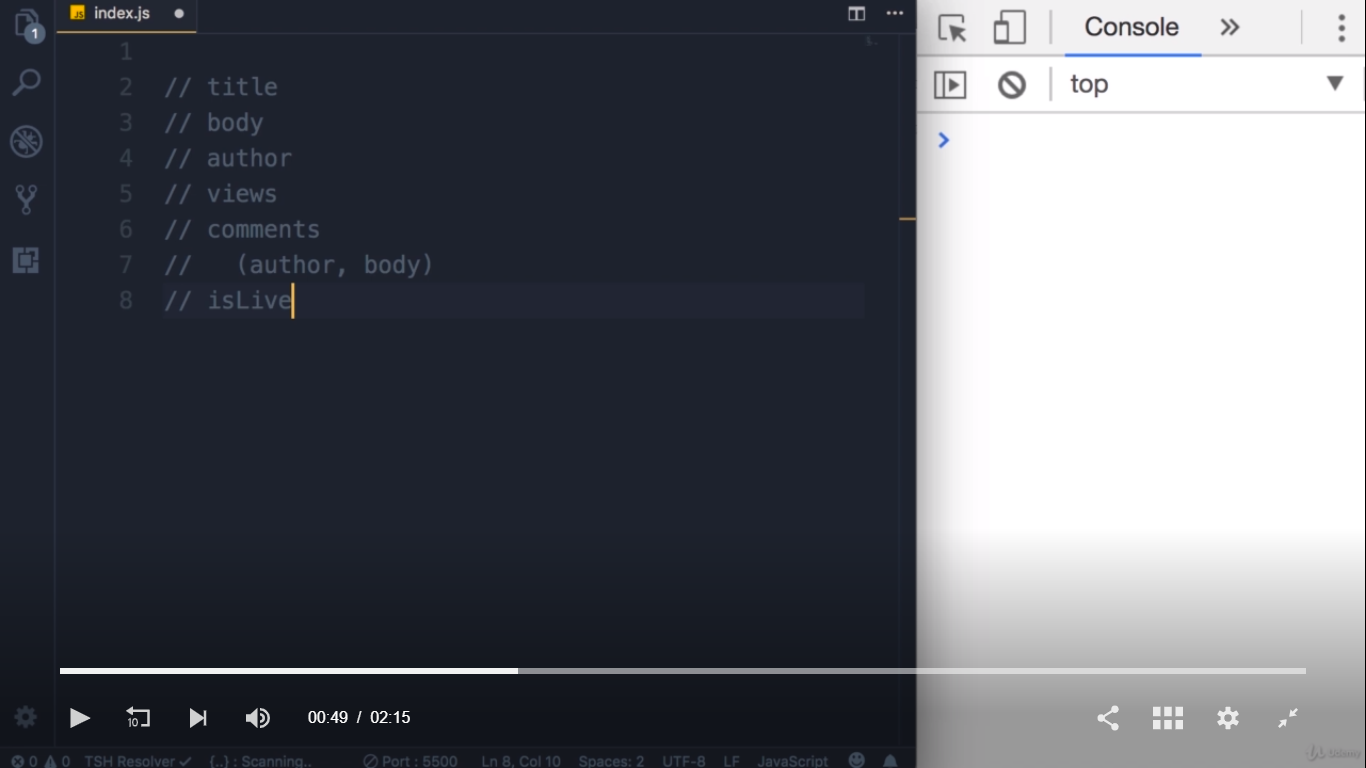 1
JS index.js
Console
top
1
2 // title
3 // body
4 // author
5 // views
6 // comments
7 // (author, body)
8 // isLive
10
00:49 / 02:15
0 0 TSH Resolver {..} : Scanning.. Port : 5500 Ln 8, Col 10 Spaces: 2 UTF-8 LF JavaScript
Udemy